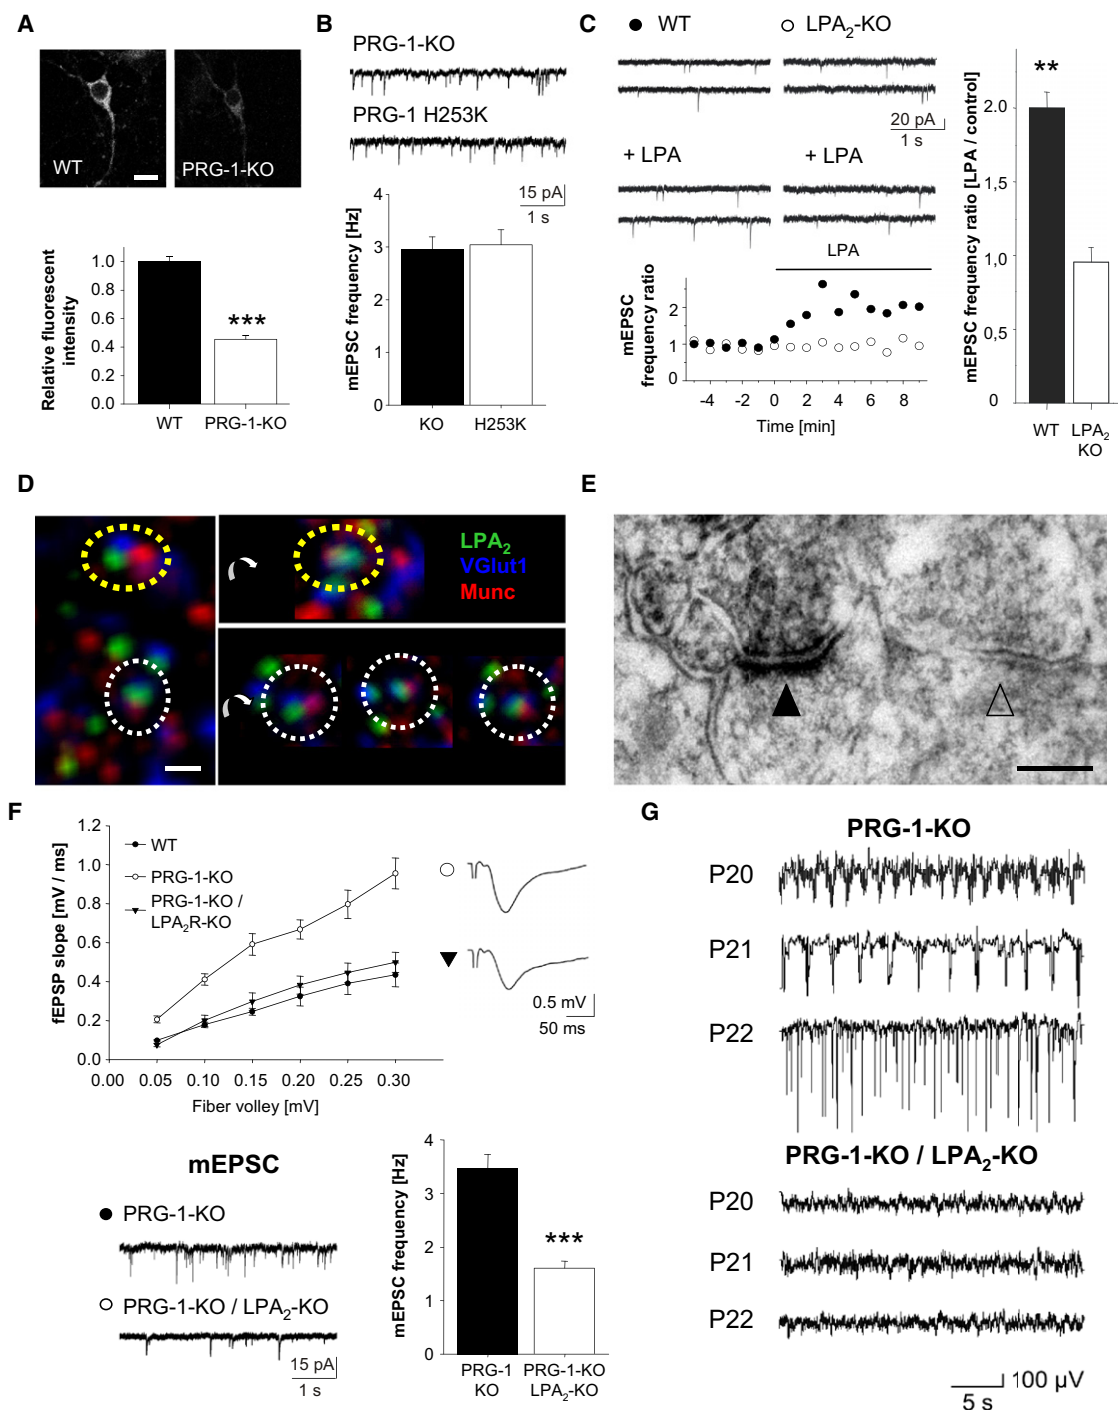 A
WT
PRG-1-KO
Relative fluorescent
intensity
1.0
0.8
0.6
0.4
0.2
0.0
***
WT
PRG-1-KO
B
PRG-1-KO
PRG-1 H253K
15 pA
1 s
mEPSC frequency [Hz]
4
3
2
1
0
KO
H253K
C
WT
LPA₂-KO
20 pA
1 s
+ LPA
+ LPA
LPA
mEPSC
frequency ratio
2
1
0
-4
-2
0
2
4
6
8
Time [min]
mEPSC frequency ratio [LPA / control]
**
2.0
1,5
1,0
0,5
0
WT
LPA₂
KO
D
LPA₂
VGlut1
Munc
E
F
fEPSP slope [mV / ms]
1.2
1.0
0.8
0.6
0.4
0.2
0.0
WT
PRG-1-KO
PRG-1-KO /
LPA₂R-KO
0.00
0.05
0.10
0.15
0.20
0.25
0.30
Fiber volley [mV]
0.5 mV
50 ms
mEPSC
PRG-1-KO
PRG-1-KO / LPA₂-KO
15 pA
1 s
mEPSC frequency [Hz]
4
3
2
1
0
***
PRG-1
KO
PRG-1-KO
LPA₂-KO
G
PRG-1-KO
P20
P21
P22
PRG-1-KO / LPA₂-KO
P20
P21
P22
100 µV
5 s